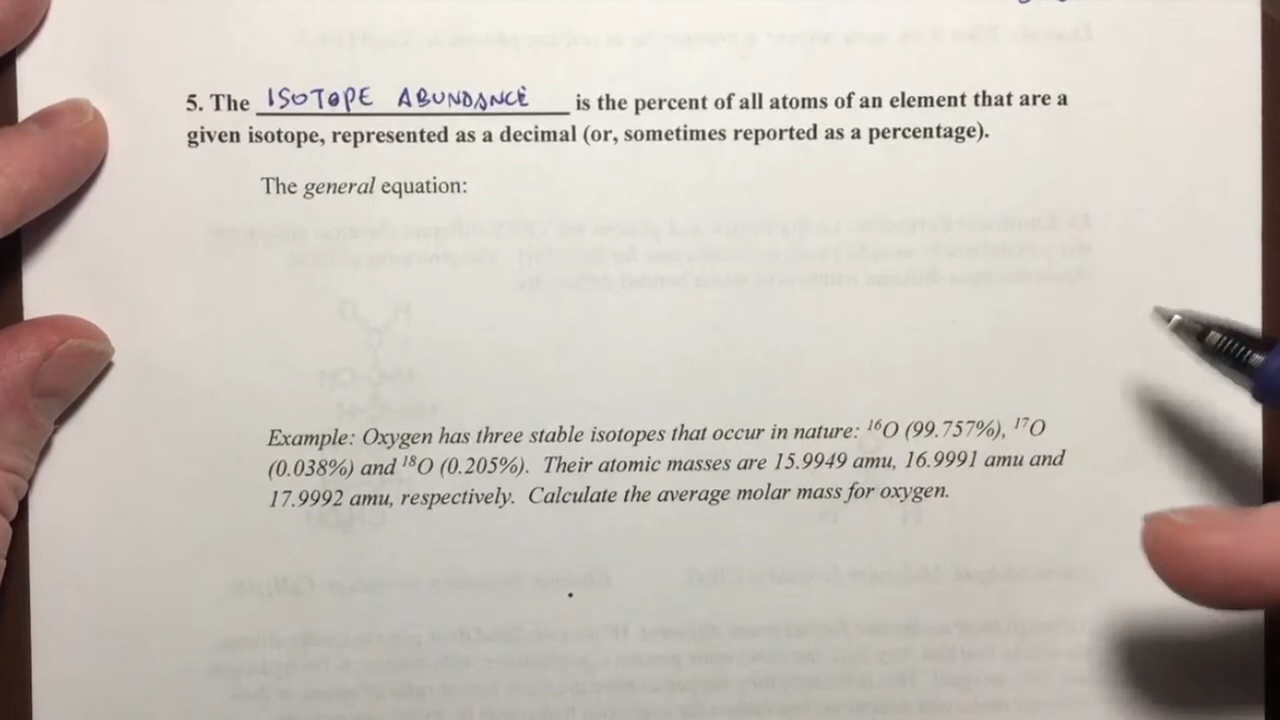 5. The ISOTOPE ABUNDANCE is the percent of all atoms of an element that are a
given isotope, represented as a decimal (or, sometimes reported as a percentage).
The general equation:
Example: Oxygen has three stable isotopes that occur in nature: ¹⁶O (99.757%), ¹⁷O
(0.038%) and ¹⁸O (0.205%). Their atomic masses are 15.9949 amu, 16.9991 amu and
17.9992 amu, respectively. Calculate the average molar mass for oxygen.